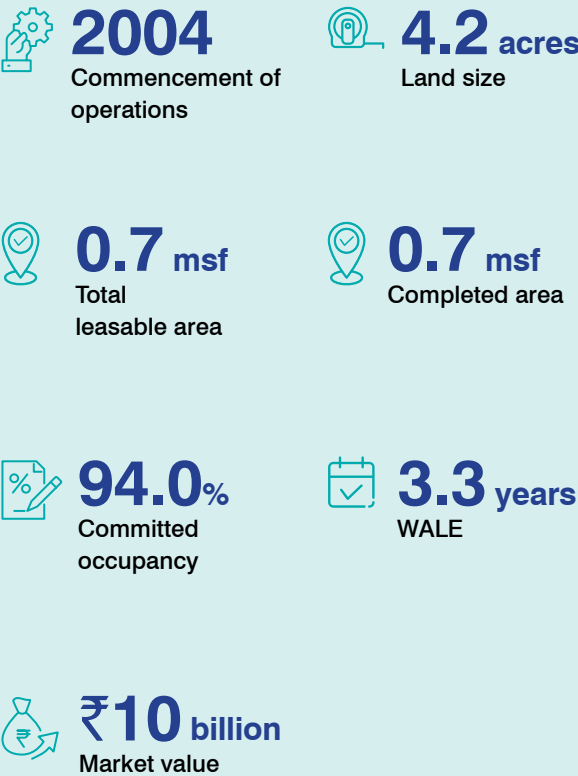 2004
Commencement of
operations
4.2 acres
Land size
0.7 msf
Total
leasable area
0.7 msf
Completed area
94.0%
Committed
occupancy
3.3 years
WALE
₹10 billion
Market value